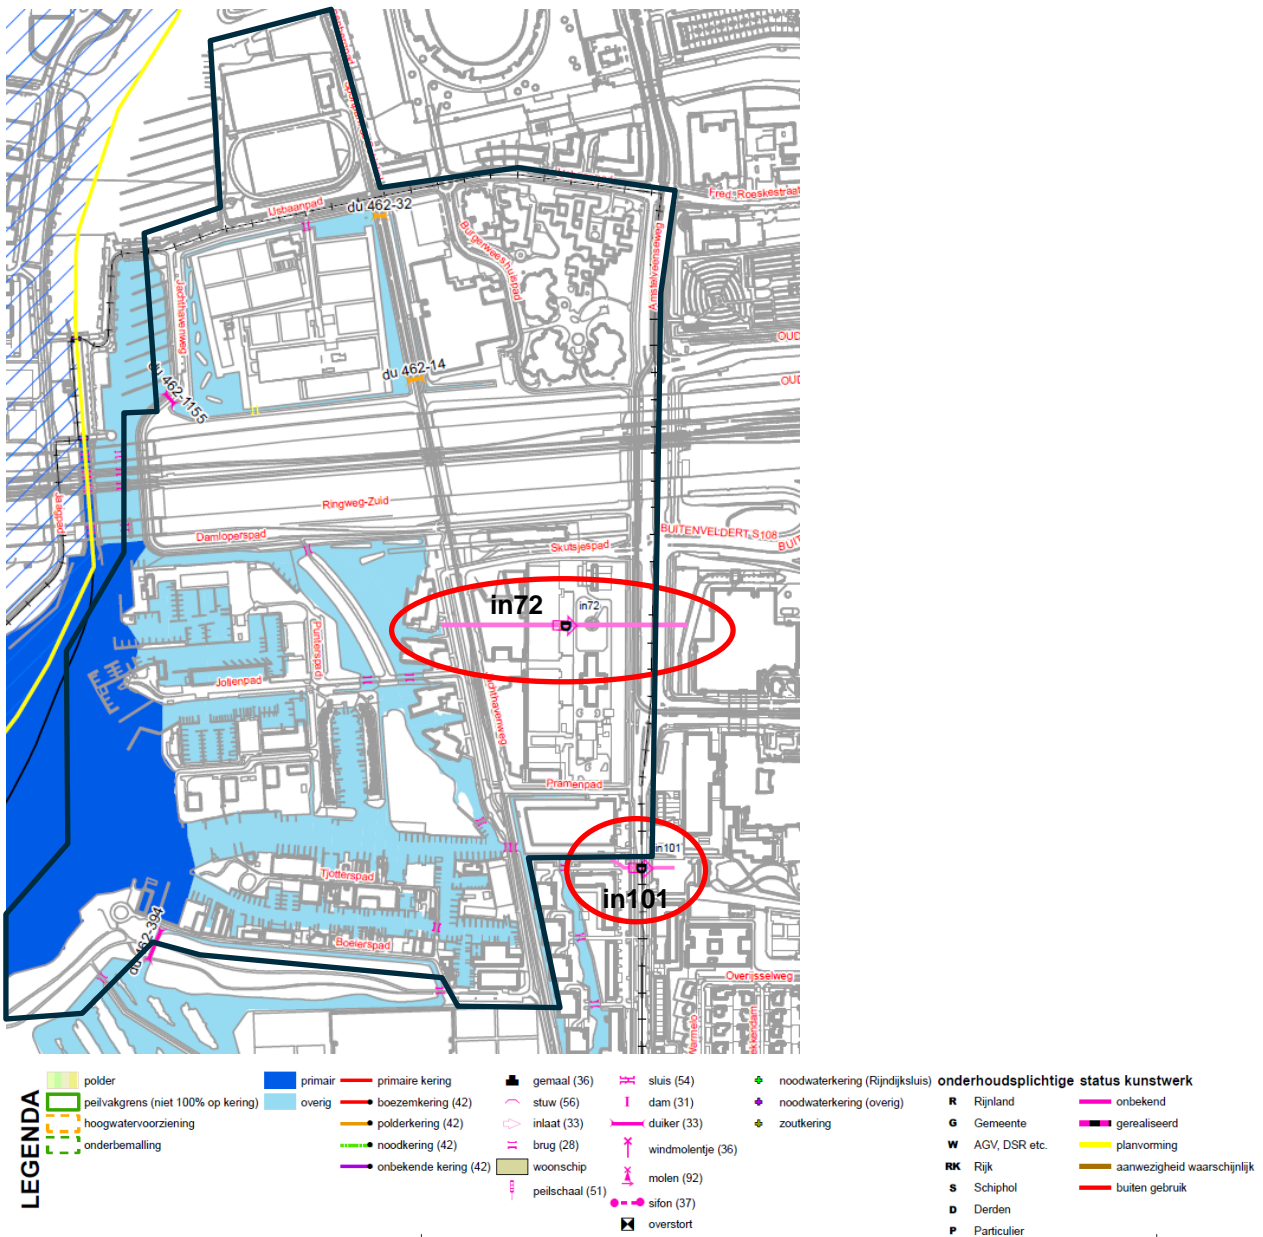 IJsbaanpad
du 462-32
Fred. Roeskestraat
Burgerweeshuispad
Amstelveenseweg
Jachthavenweg
OUD
du 462-14
OUD
du 462-1155
Jaagpad
Ringweg-Zuid
Damloperspad
BUITENVELDERT S108
BUIT
Skutsjespad
in72
in72
Punterspad
Jollenpad
Jachthavenweg
Pramenpad
in101
in101
Tjotterspad
Boeierspad
du 462-394
Overijsselweg
LEGENDA
polder
peilvakgrens (niet 100% op kering)
hoogwatervoorziening
onderbemalling
primair
overig
primaire kering
boezemkering (42)
polderkering (42)
noodkering (42)
onbekende kering (42)
gemaal (36)
stuw (56)
inlaat (33)
brug (28)
woonschip
peilschaal (51)
sluis (54)
dam (31)
duiker (33)
windmolentje (36)
molen (92)
sifon (37)
overstort
noodwaterkering (Rijndijksluis)
noodwaterkering (overig)
zoutkering
onderhoudsplichtige
R Rijnland
G Gemeente
W AGV, DSR etc.
RK Rijk
S Schiphol
D Derden
P Particulier
status kunstwerk
onbekend
gerealiseerd
planvorming
aanwezigheid waarschijnlijk
buiten gebruik